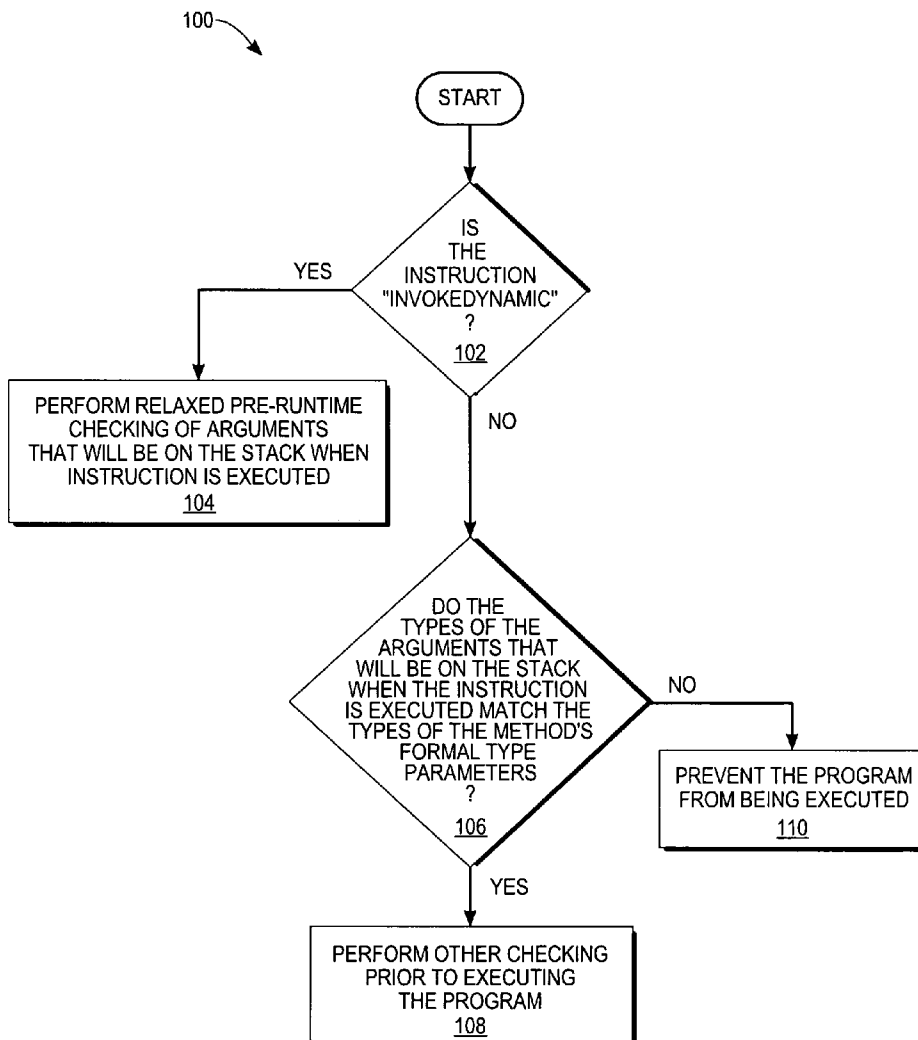 100
START
IS
THE
INSTRUCTION
"INVOKEDYNAMIC"
?
102
YES
NO
PERFORM RELAXED PRE-RUNTIME
CHECKING OF ARGUMENTS
THAT WILL BE ON THE STACK WHEN
INSTRUCTION IS EXECUTED
104
DO THE
TYPES OF THE
ARGUMENTS THAT
WILL BE ON THE STACK
WHEN THE INSTRUCTION
IS EXECUTED MATCH THE
TYPES OF THE METHOD'S
FORMAL TYPE
PARAMETERS
?
106
NO
PREVENT THE PROGRAM
FROM BEING EXECUTED
110
YES
PERFORM OTHER CHECKING
PRIOR TO EXECUTING
THE PROGRAM
108